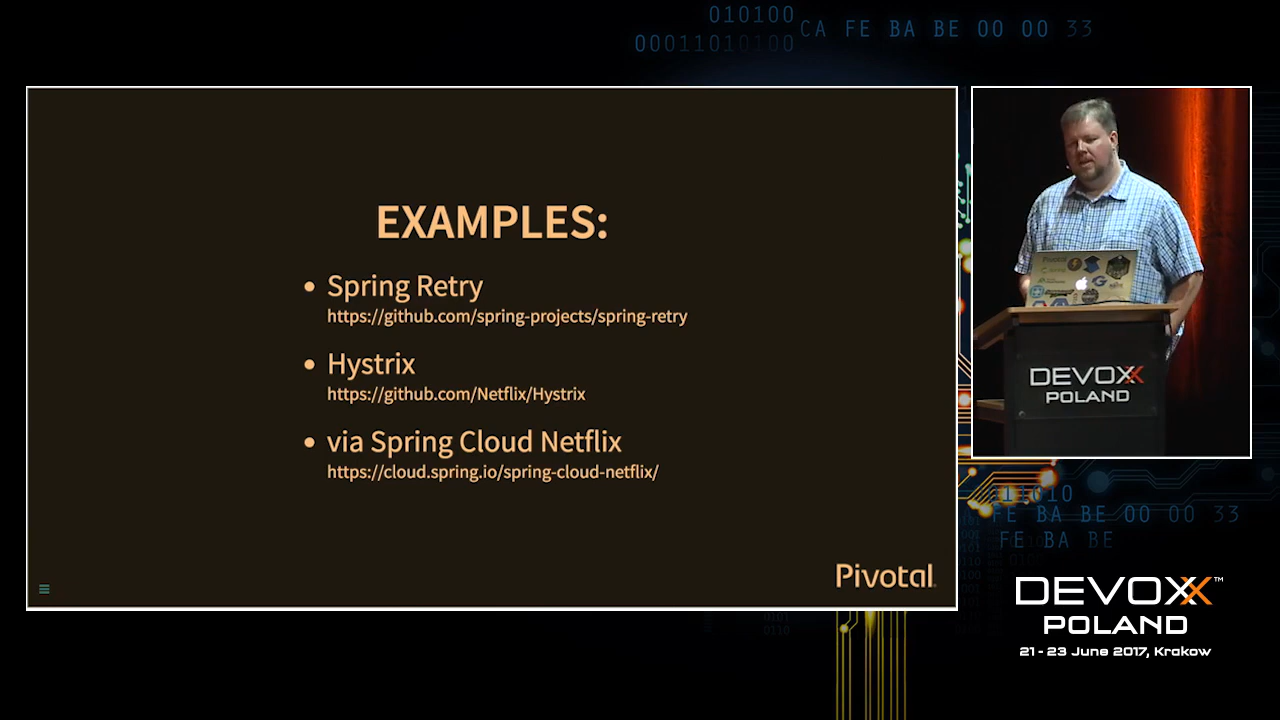 010100
00011010100
CA FE BA BE 00 00 33
EXAMPLES:
• Spring Retry
https://github.com/spring-projects/spring-retry
• Hystrix
https://github.com/Netflix/Hystrix
• via Spring Cloud Netflix
https://cloud.spring.io/spring-cloud-netflix/
Pivotal
Pivotal
DEVOXX
POLAND
FE BA BE 00 00 33
FE BA BE
DEVOXX™
POLAND
21 - 23 June 2017, Krakow